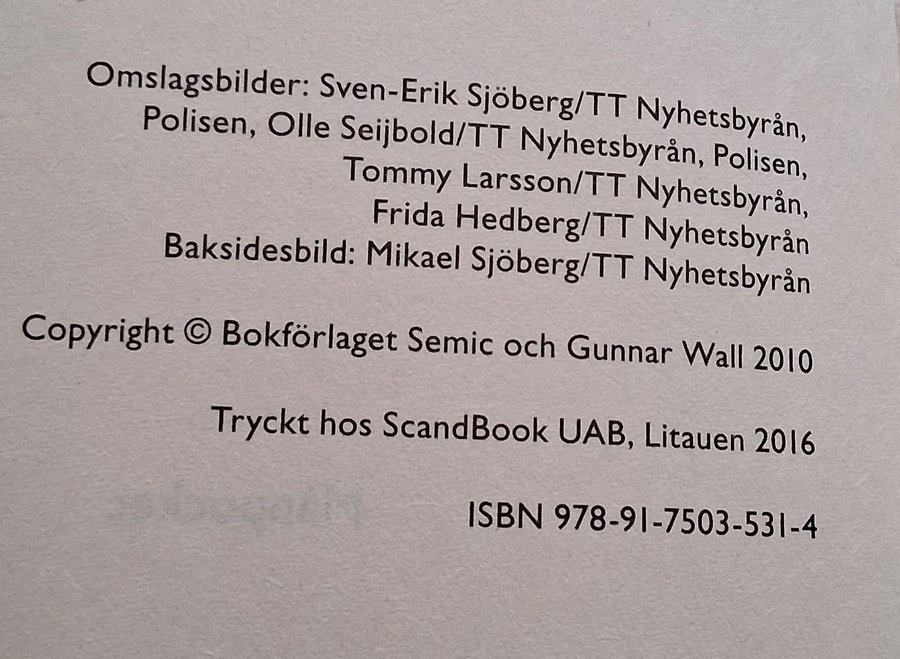 Omslagsbilder: Sven-Erik Sjöberg/TT Nyhetsbyrån,
Polisen, Olle Seijbold/TT Nyhetsbyrån, Polisen,
Tommy Larsson/TT Nyhetsbyrån,
Frida Hedberg/TT Nyhetsbyrån
Baksidesbild: Mikael Sjöberg/TT Nyhetsbyrån
Copyright © Bokförlaget Semic och Gunnar Wall 2010
Tryckt hos ScandBook UAB, Litauen 2016
ISBN 978-91-7503-531-4